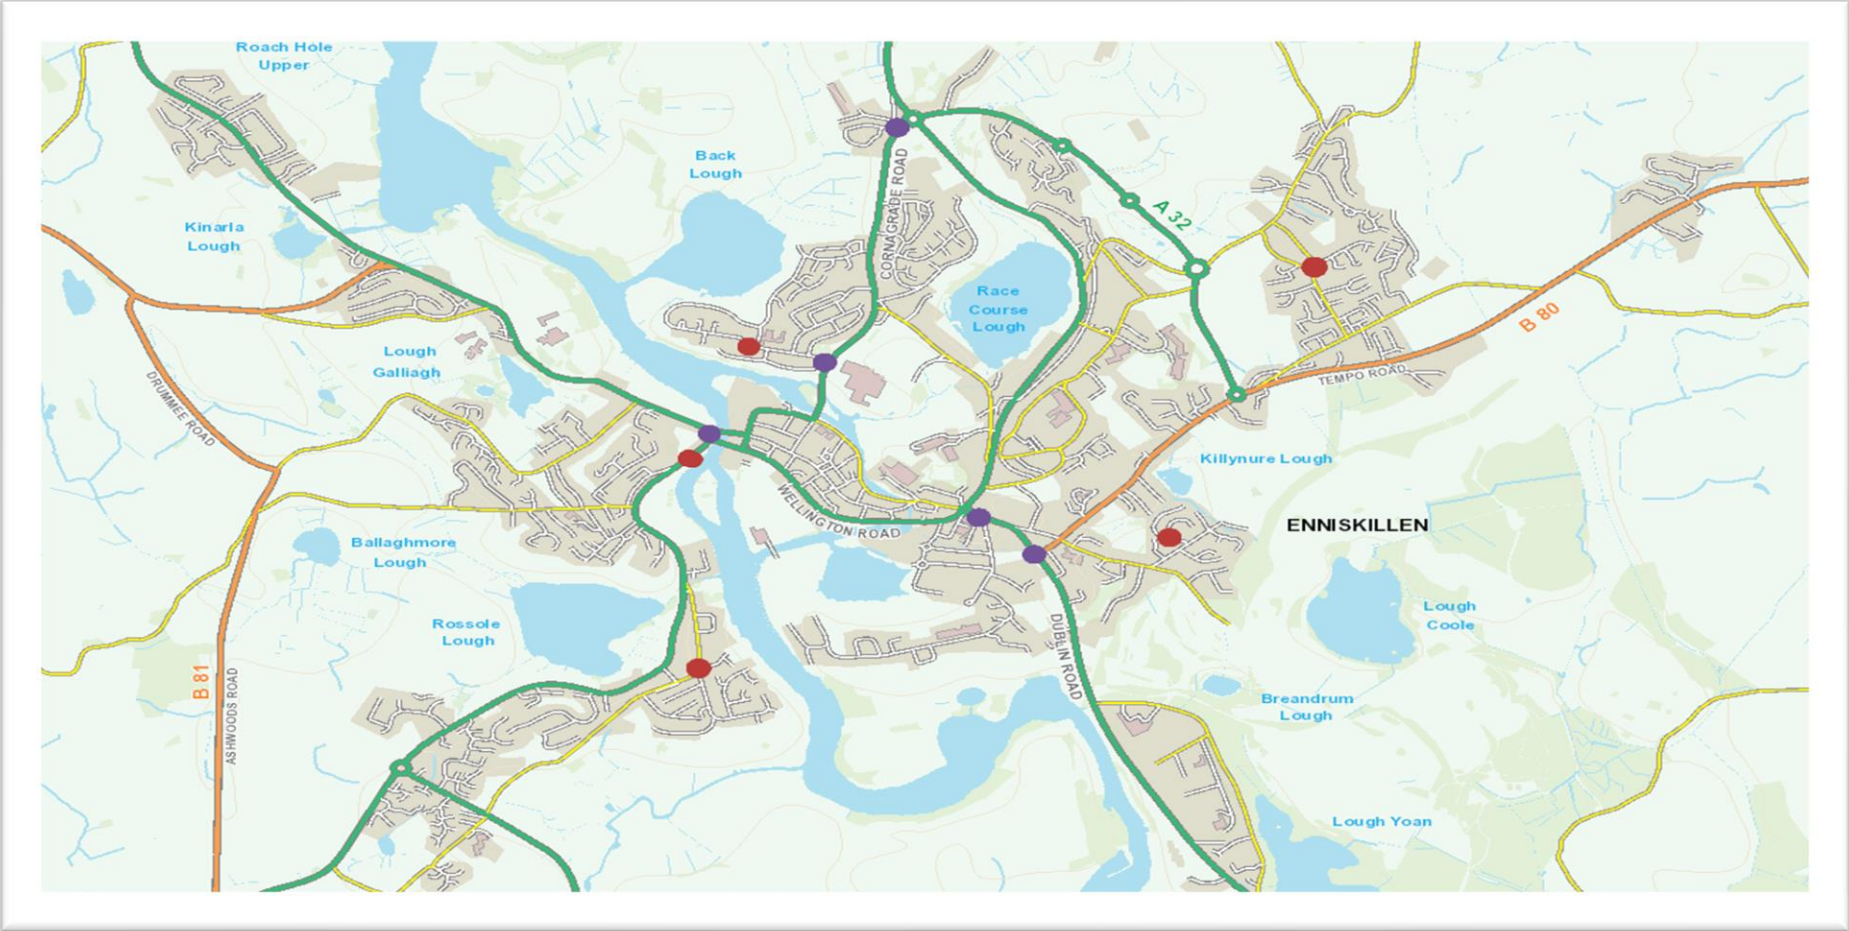 Roach Hole
Upper
Back
Lough
CORNAGRADE ROAD
A 32
Kinarla
Lough
Race
Course
Lough
B 80
Lough
Galliagh
DRUMMEE ROAD
TEMPO ROAD
Killynure Lough
WELLINGTON ROAD
ENNISKILLEN
Ballaghmore
Lough
Rossole
Lough
Lough
Coole
DUBLIN ROAD
B 81
ASHWOODS ROAD
Breandrum
Lough
Lough Yoan